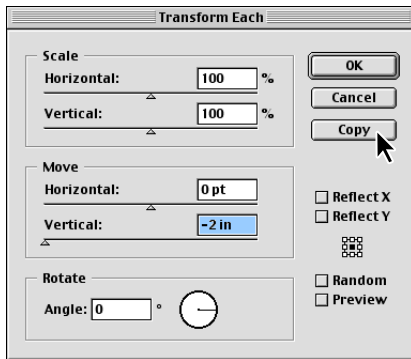 Transform Each
Scale
Horizontal: 100 %
Vertical: 100 %
Move
Horizontal: 0 pt
Vertical: -2 in
Rotate
Angle: 0 °
OK
Cancel
Copy
Reflect X
Reflect Y
Random
Preview